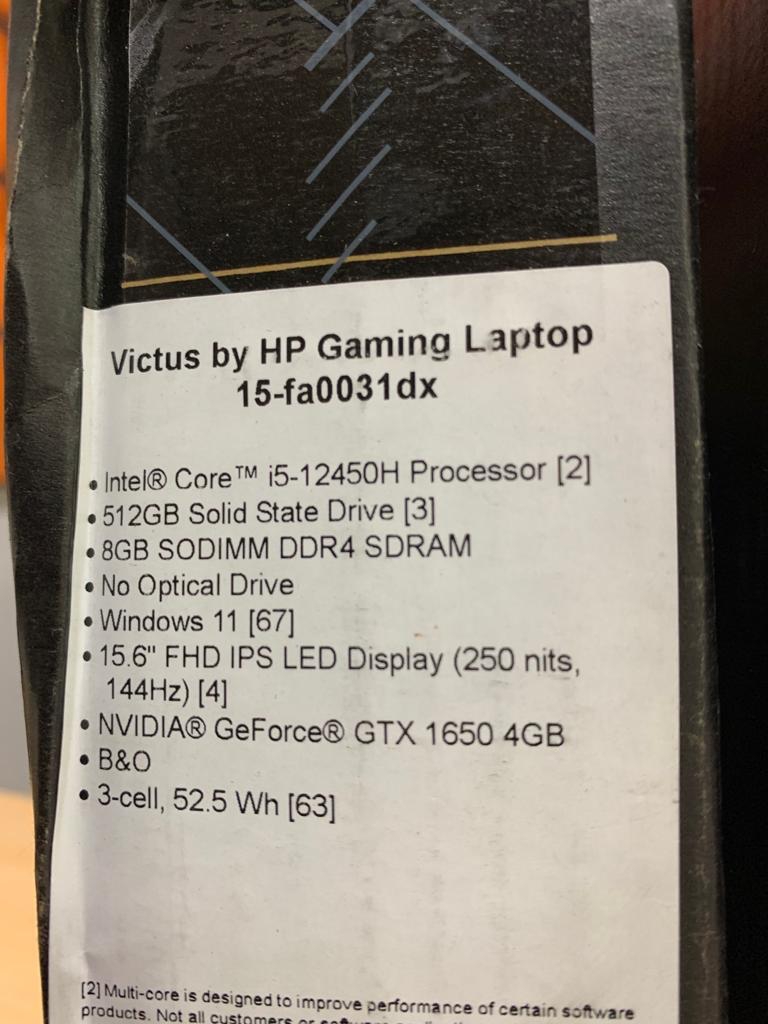 Victus by HP Gaming Laptop
15-fa0031dx
• Intel® Core™ i5-12450H Processor [2]
• 512GB Solid State Drive [3]
• 8GB SODIMM DDR4 SDRAM
• No Optical Drive
• Windows 11 [67]
• 15.6" FHD IPS LED Display (250 nits,
144Hz) [4]
• NVIDIA® GeForce® GTX 1650 4GB
• B&O
• 3-cell, 52.5 Wh [63]
[2] Multi-core is designed to improve performance of certain software
products. Not all customers or software